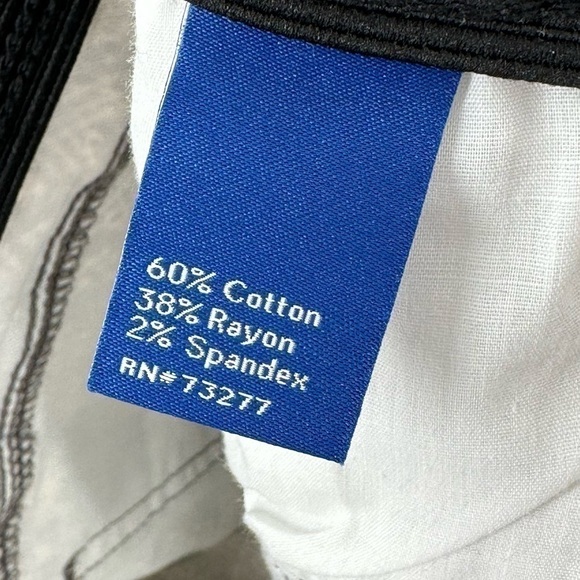 60% Cotton
38% Rayon
2% Spandex
RN# 73277